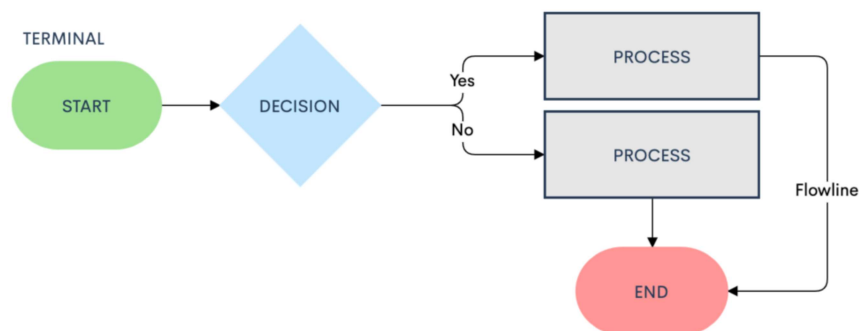 TERMINAL
START
DECISION
Yes
No
PROCESS
PROCESS
Flowline
END